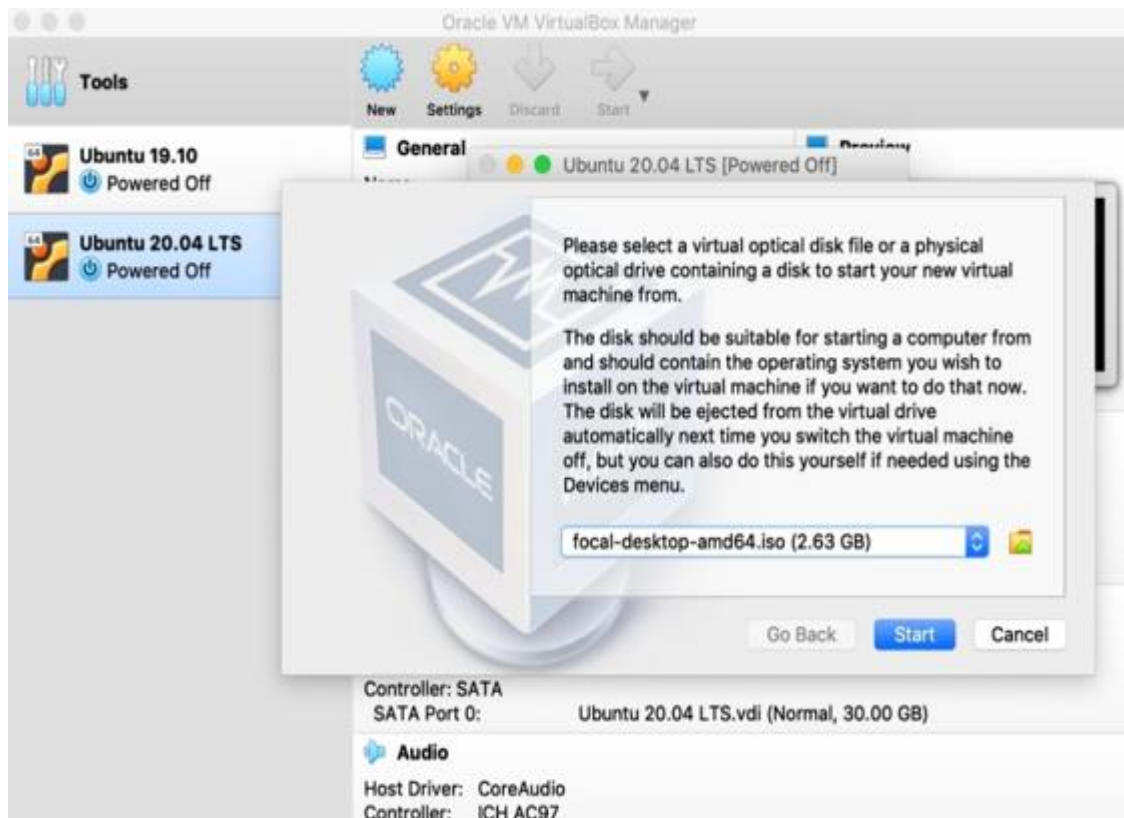 Oracle VM VirtualBox Manager
Tools
New Settings Discard Start
Ubuntu 19.10
Powered Off
Ubuntu 20.04 LTS
Powered Off
General
Preview
Ubuntu 20.04 LTS [Powered Off]
Please select a virtual optical disk file or a physical
optical drive containing a disk to start your new virtual
machine from.
The disk should be suitable for starting a computer from
and should contain the operating system you wish to
install on the virtual machine if you want to do that now.
The disk will be ejected from the virtual drive
automatically next time you switch the virtual machine
off, but you can also do this yourself if needed using the
Devices menu.
ORACLE
focal-desktop-amd64.iso (2.63 GB)
Go Back Start Cancel
Controller: SATA
SATA Port 0: Ubuntu 20.04 LTS.vdi (Normal, 30.00 GB)
Audio
Host Driver: CoreAudio
Controller: ICH AC97